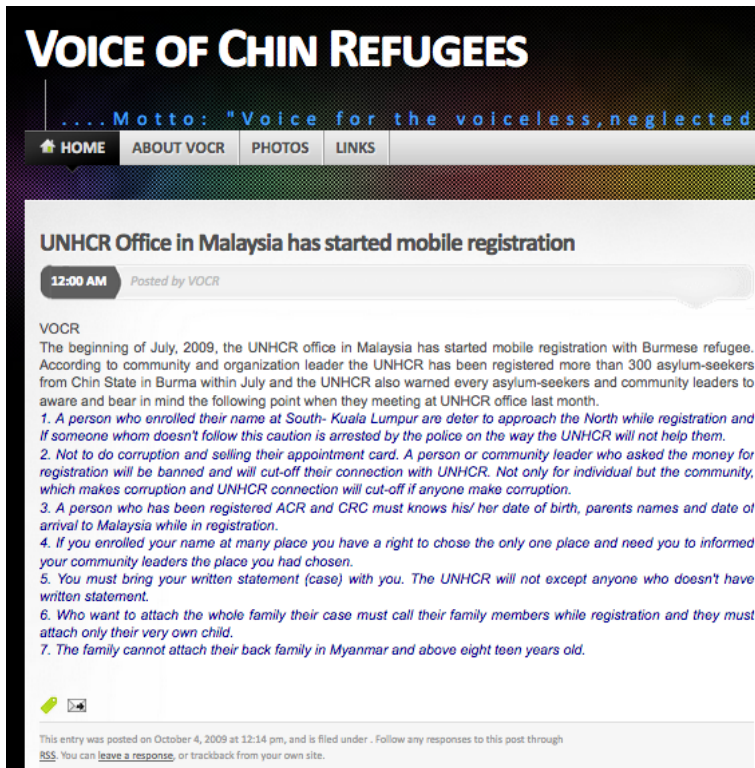 VOICE OF CHIN REFUGEES
....Motto: "Voice for the voiceless,neglected
HOME ABOUT VOCR PHOTOS LINKS
UNHCR Office in Malaysia has started mobile registration
12:00 AM Posted by VOCR
VOCR
The beginning of July, 2009, the UNHCR office in Malaysia has started mobile registration with Burmese refugee.
According to community and organization leader the UNHCR has been registered more than 300 asylum-seekers
from Chin State in Burma within July and the UNHCR also warned every asylum-seekers and community leaders to
aware and bear in mind the following point when they meeting at UNHCR office last month.
1. A person who enrolled their name at South- Kuala Lumpur are deter to approach the North while registration and
If someone whom doesn't follow this caution is arrested by the police on the way the UNHCR will not help them.
2. Not to do corruption and selling their appointment card. A person or community leader who asked the money for
registration will be banned and will cut-off their connection with UNHCR. Not only for individual but the community,
which makes corruption and UNHCR connection will cut-off if anyone make corruption.
3. A person who has been registered ACR and CRC must knows his/ her date of birth, parents names and date of
arrival to Malaysia while in registration.
4. If you enrolled your name at many place you have a right to chose the only one place and need you to informed
your community leaders the place you had chosen.
5. You must bring your written statement (case) with you. The UNHCR will not except anyone who doesn't have
written statement.
6. Who want to attach the whole family their case must call their family members while registration and they must
attach only their very own child.
7. The family cannot attach their back family in Myanmar and above eight teen years old.
This entry was posted on October 4, 2009 at 12:14 pm, and is filed under . Follow any responses to this post through
RSS. You can leave a response, or trackback from your own site.